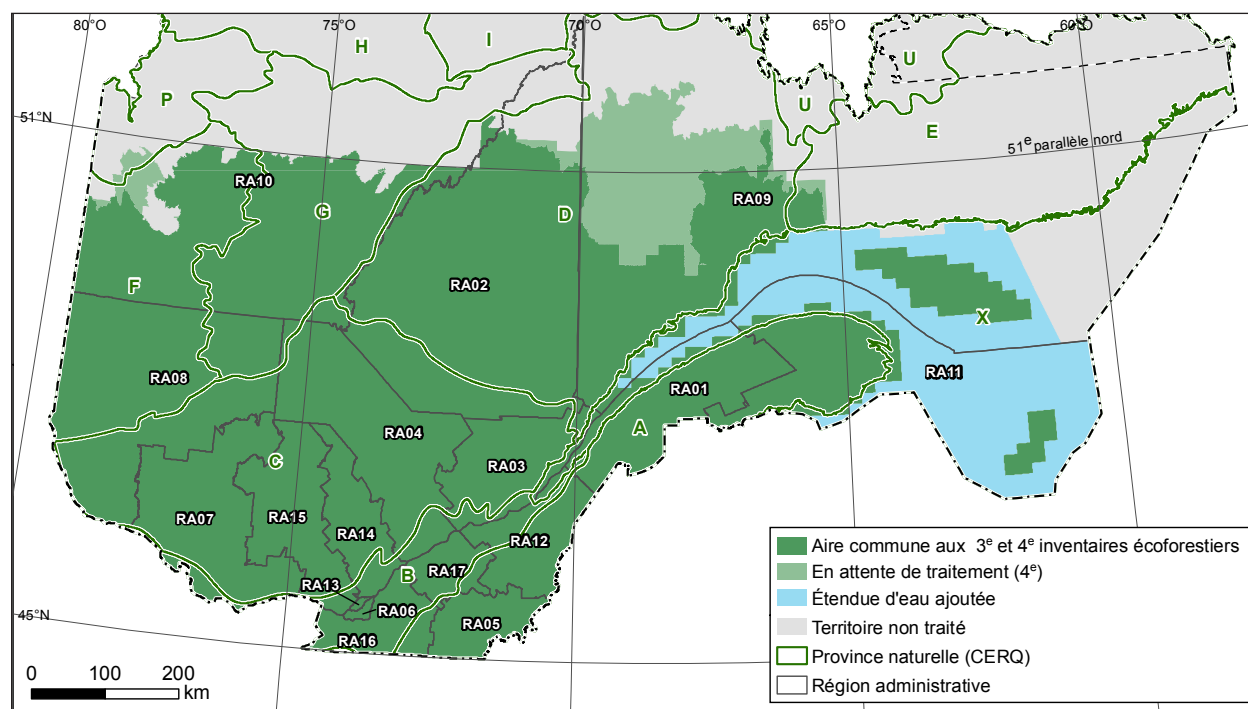 80°O
75°O
70°O
65°O
60°O
H
I
U
U
P
E
51°N
51e parallèle nord
RA10
RA09
G
D
F
RA02
X
RA08
RA01
RA11
A
RA04
C
RA03
RA07
RA15
RA14
RA12
B
RA17
RA13
RA06
RA05
RA16
45°N
Aire commune aux 3e et 4e inventaires écoforestiers
En attente de traitement (4e)
Étendue d'eau ajoutée
Territoire non traité
Province naturelle (CERQ)
Région administrative
0 100 200
km